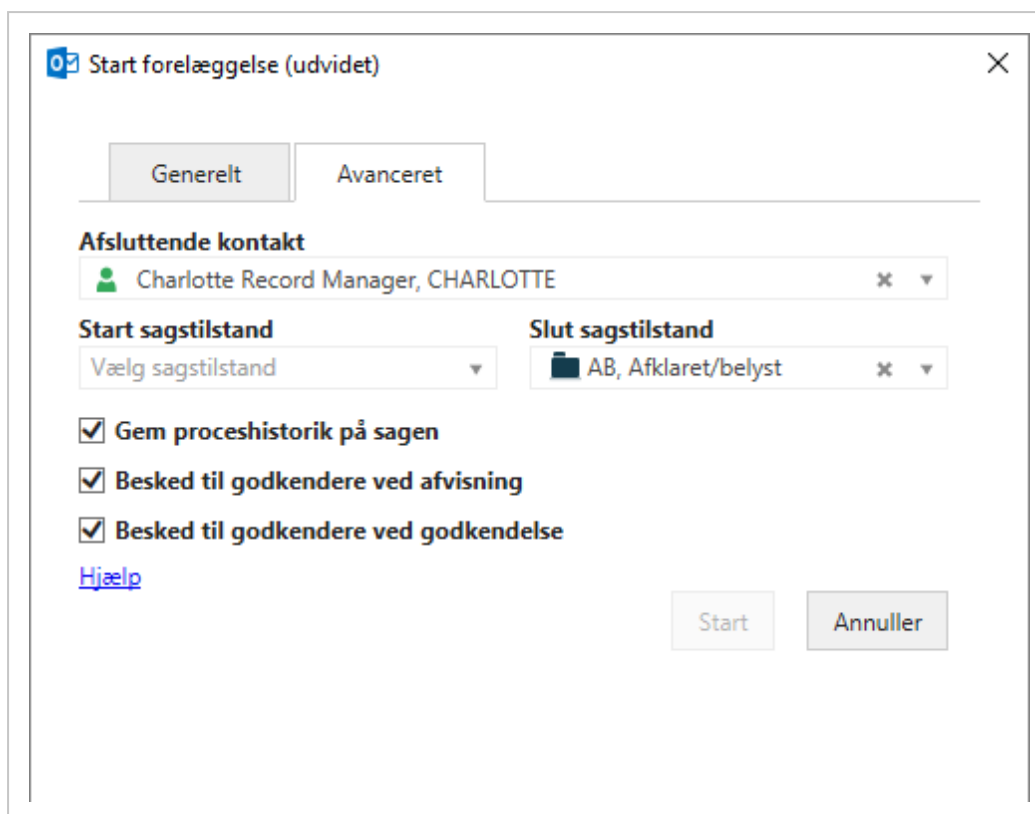 Start forelæggelse (udvidet)
Generelt Avanceret
Afsluttende kontakt
Charlotte Record Manager, CHARLOTTE
Start sagstilstand Slut sagstilstand
Vælg sagstilstand AB, Afklaret/belyst
Gem proceshistorik på sagen
Besked til godkendere ved afvisning
Besked til godkendere ved godkendelse
Hjælp
Start Annuller